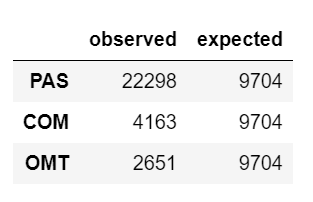 observed expected
PAS 22298 9704
COM 4163 9704
OMT 2651 9704